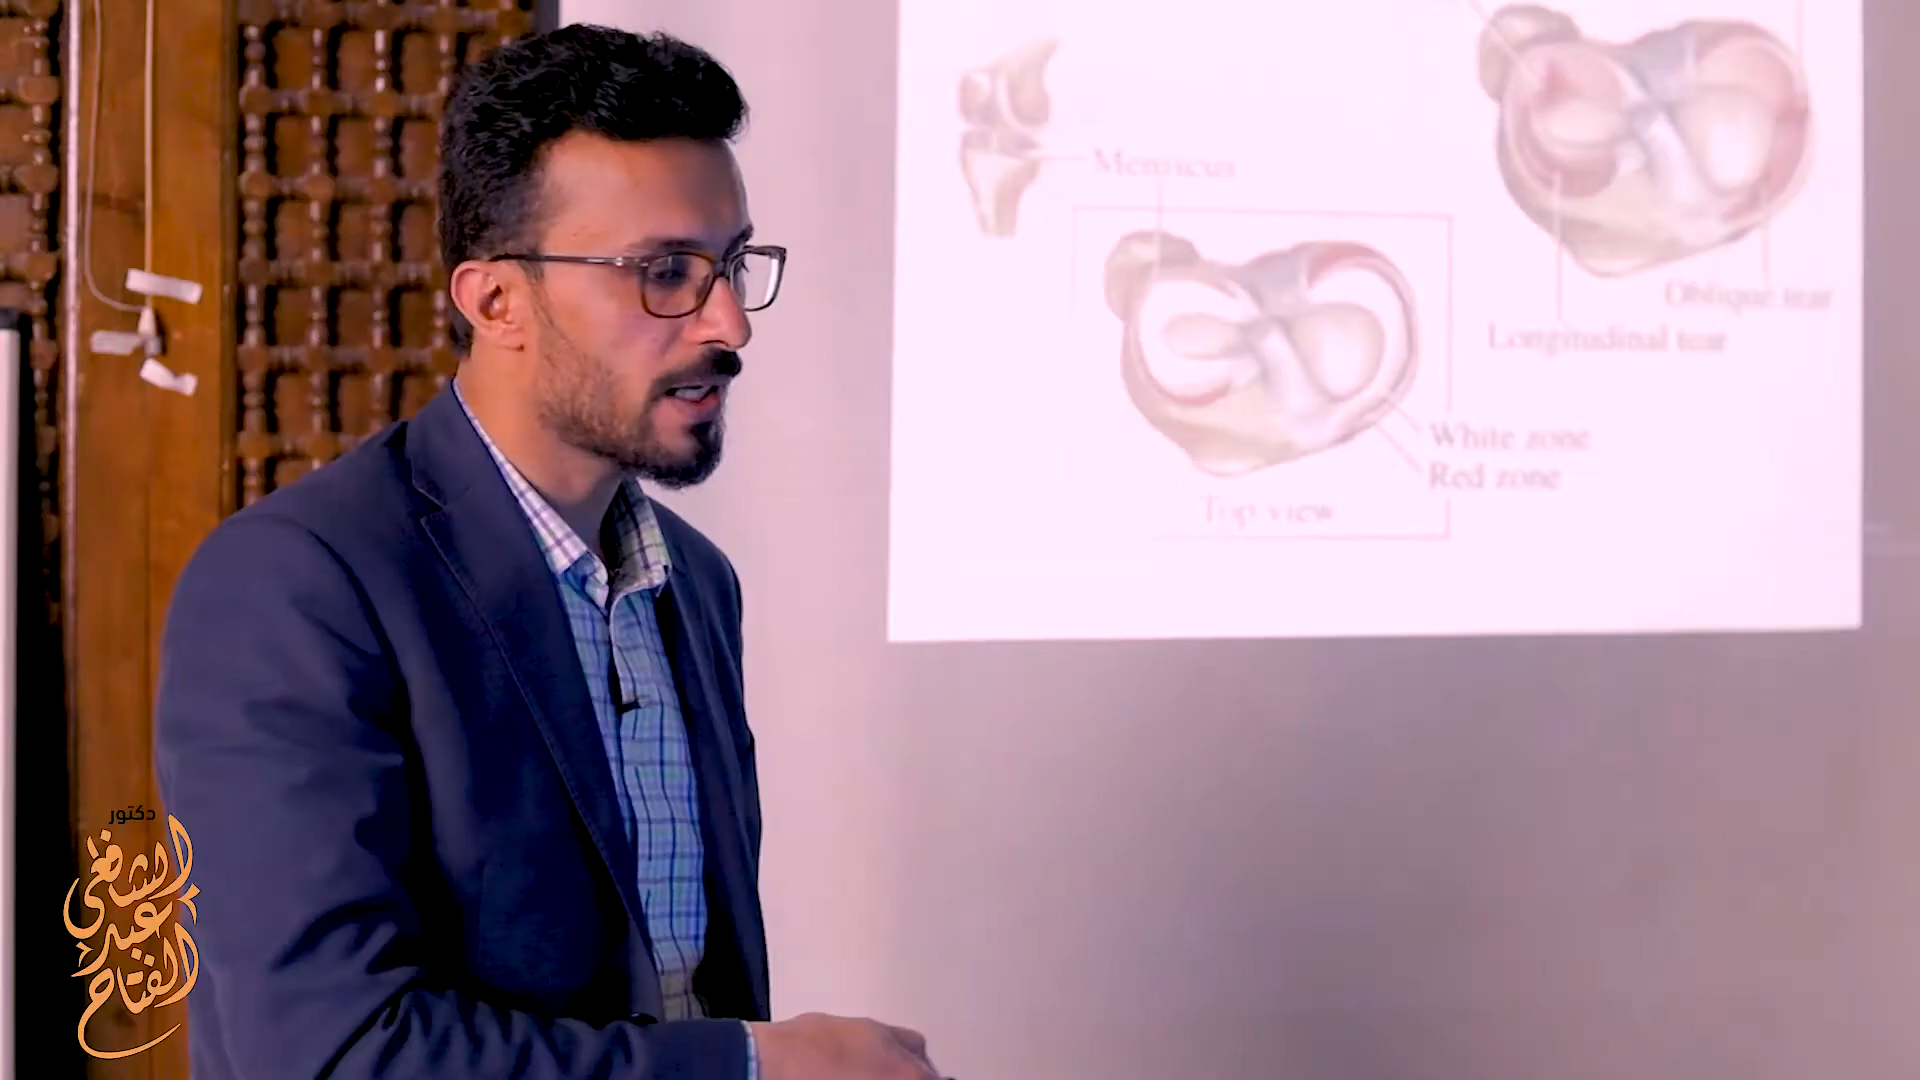 Meniscus
Oblique tear
Longitudinal tear
White zone
Red zone
Top view
دكتور
الشافعي
عبد
الفتاح